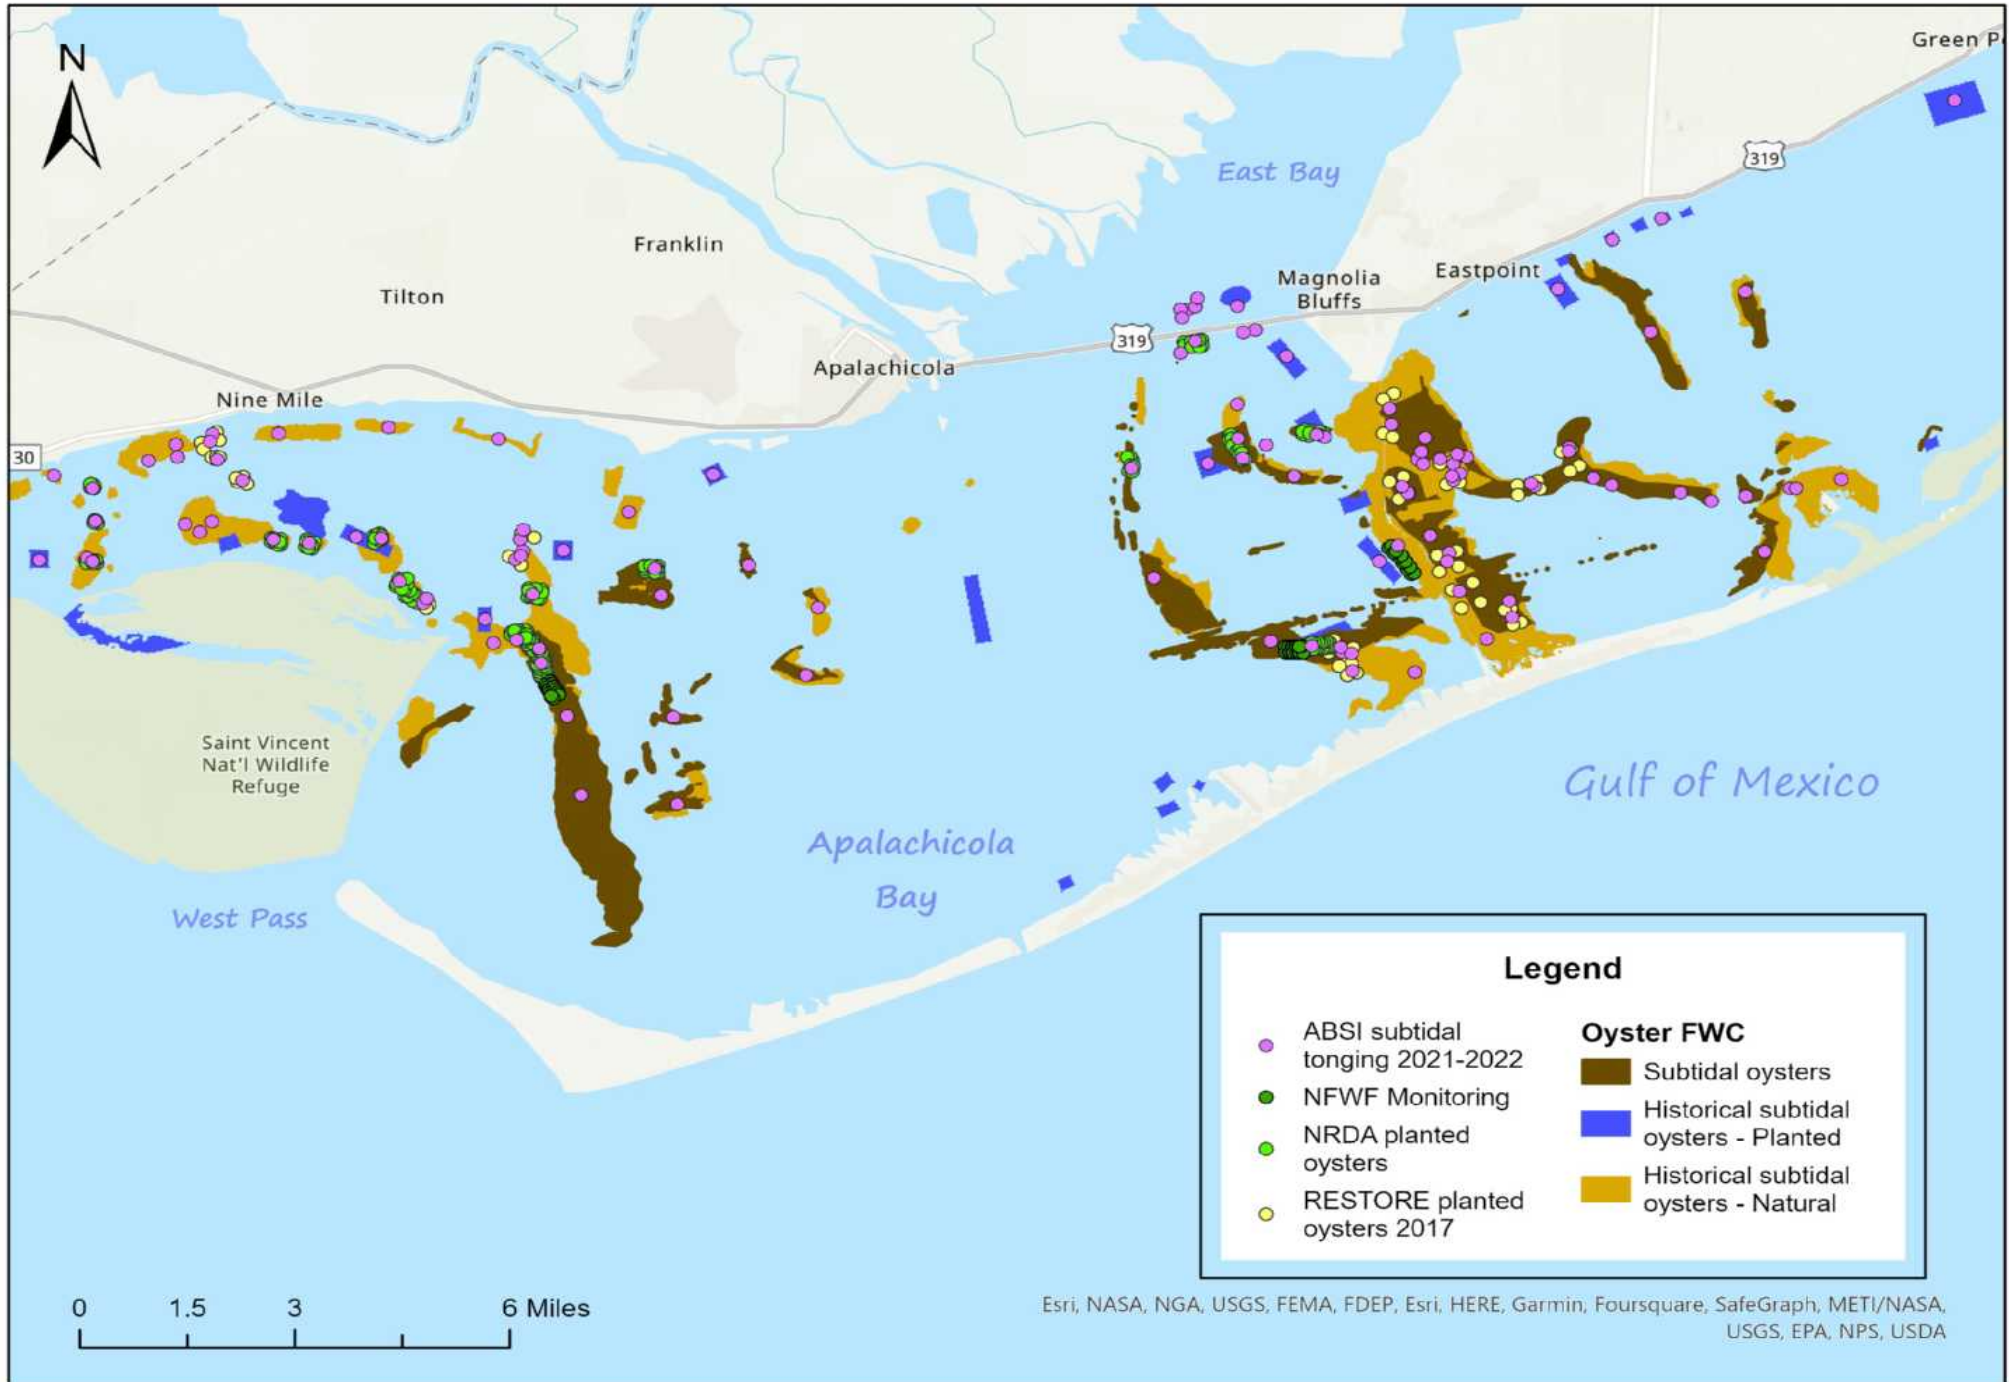 N
Green P
319
East Bay
Franklin
Magnolia
Bluffs
Eastpoint
Tilton
319
Apalachicola
Nine Mile
30
Saint Vincent
Nat'l Wildlife
Refuge
Gulf of Mexico
Apalachicola
Bay
West Pass
Legend
ABSI subtidal
tonging 2021-2022
NFWF Monitoring
NRDA planted
oysters
RESTORE planted
oysters 2017
Oyster FWC
Subtidal oysters
Historical subtidal
oysters - Planted
Historical subtidal
oysters - Natural
0 1.5 3 6 Miles
Esri, NASA, NGA, USGS, FEMA, FDEP, Esri, HERE, Garmin, Foursquare, SafeGraph, METI/NASA,
USGS, EPA, NPS, USDA